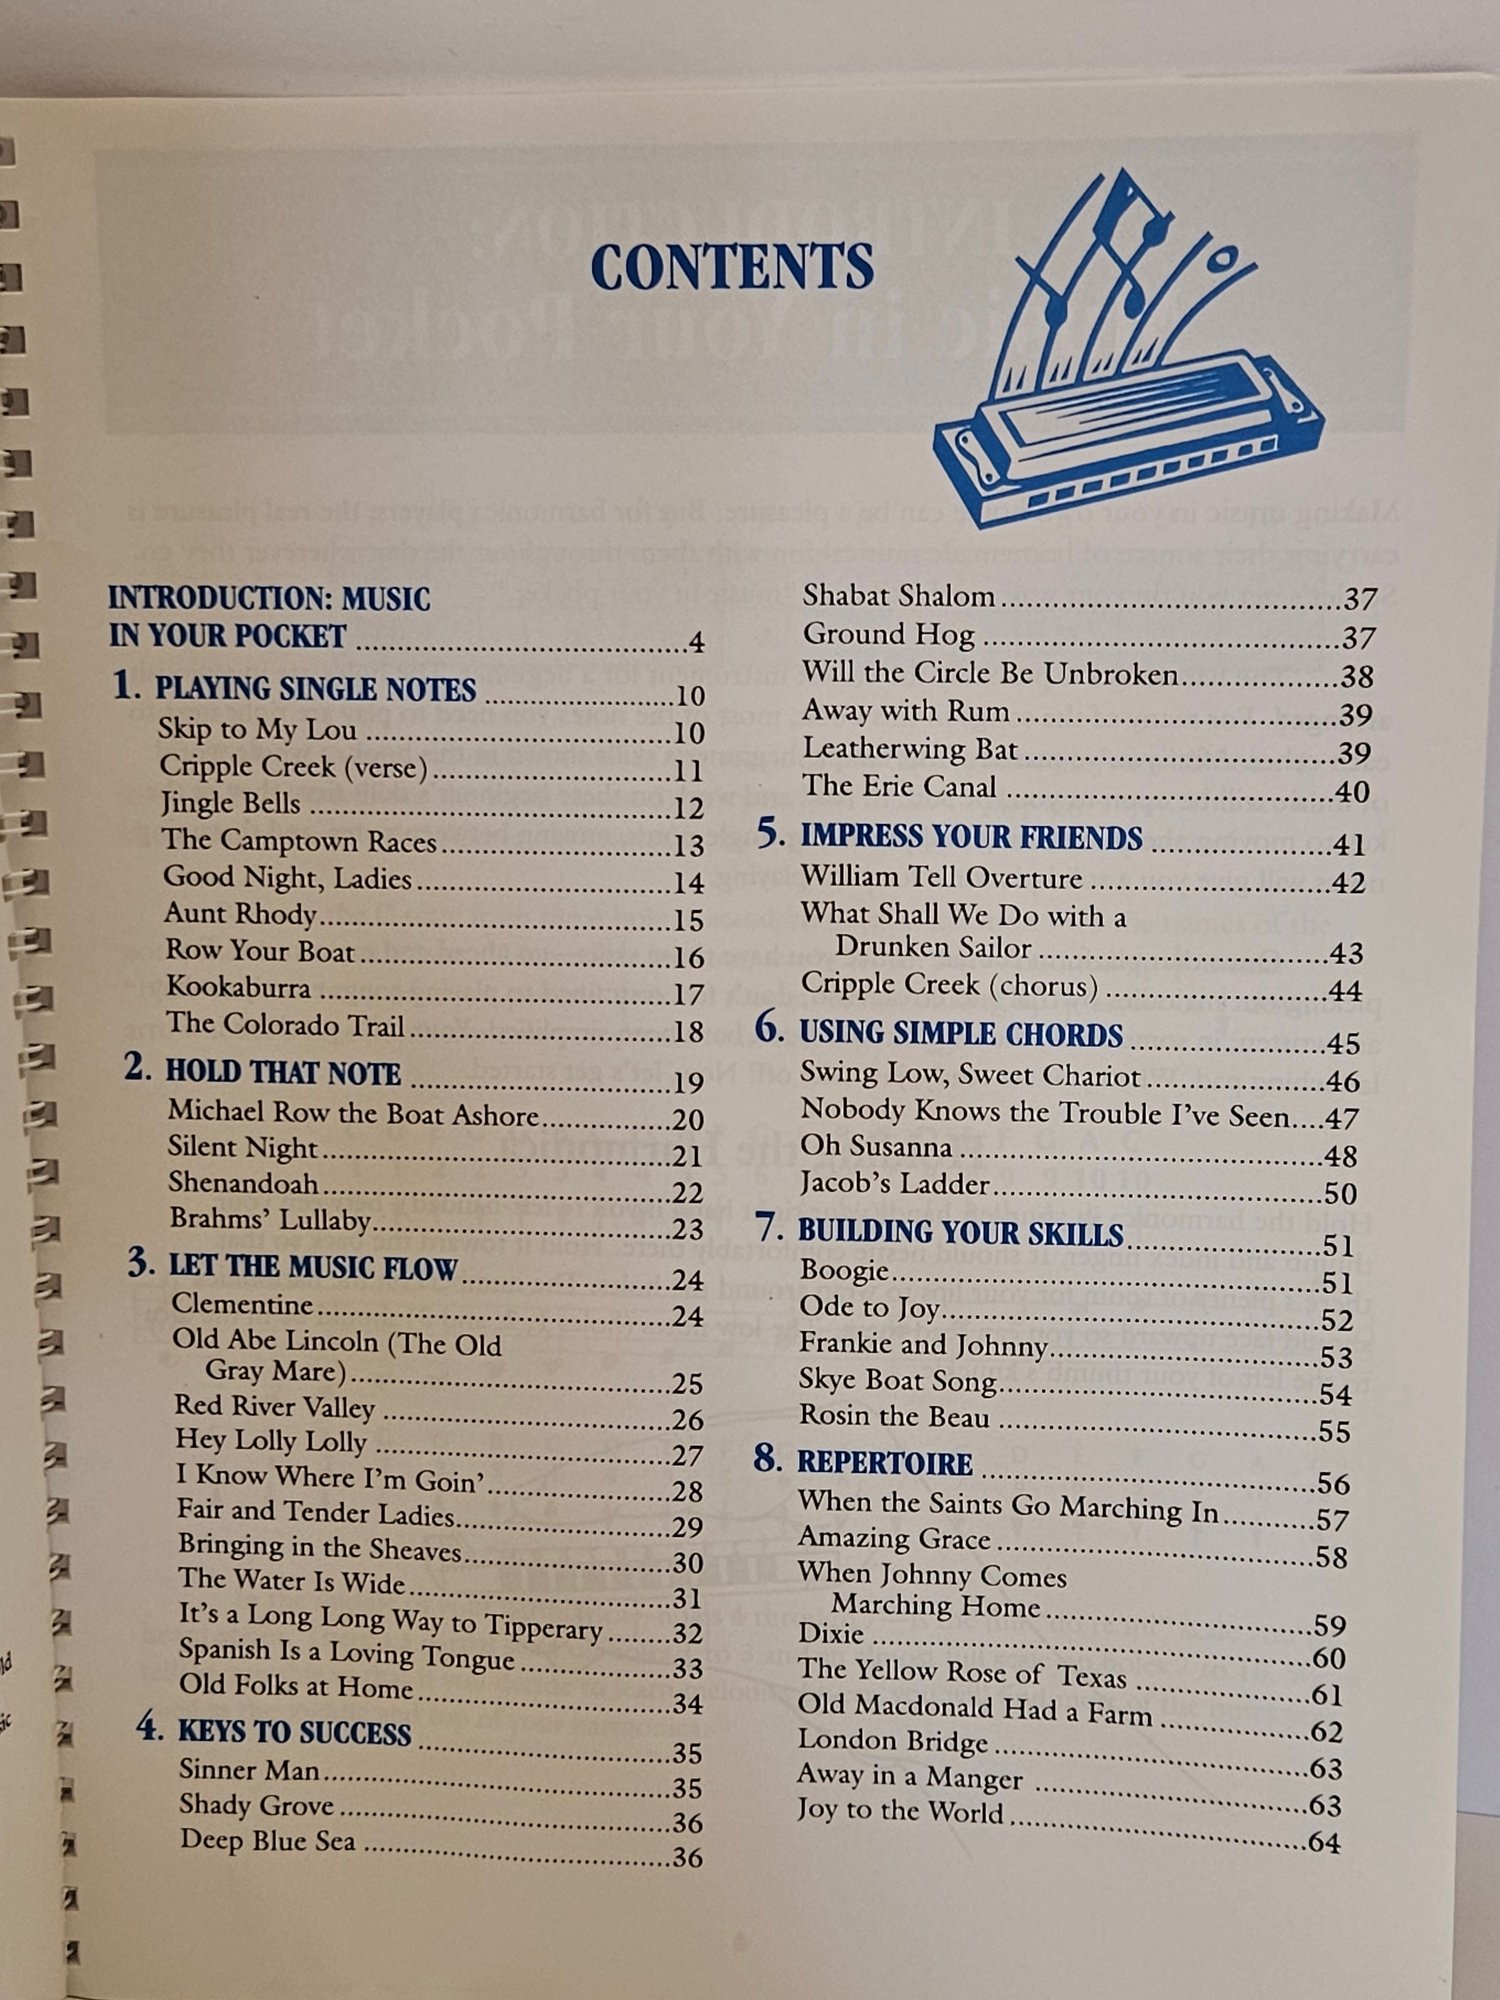 CONTENTS
INTRODUCTION: MUSIC
IN YOUR POCKET ................................4
1. PLAYING SINGLE NOTES ..................10
Skip to My Lou ..............................10
Cripple Creek (verse)........................11
Jingle Bells ....................................12
The Camptown Races........................13
Good Night, Ladies..........................14
Aunt Rhody....................................15
Row Your Boat................................16
Kookaburra ....................................17
The Colorado Trail..........................18
2. HOLD THAT NOTE ..........................19
Michael Row the Boat Ashore............20
Silent Night....................................21
Shenandoah....................................22
Brahms’ Lullaby..............................23
3. LET THE MUSIC FLOW......................24
Clementine....................................24
Old Abe Lincoln (The Old
Gray Mare)................................25
Red River Valley ............................26
Hey Lolly Lolly ..............................27
I Know Where I’m Goin’..................28
Fair and Tender Ladies......................29
Bringing in the Sheaves....................30
The Water Is Wide..........................31
It’s a Long Long Way to Tipperary........32
Spanish Is a Loving Tongue................33
Old Folks at Home..........................34
4. KEYS TO SUCCESS ..........................35
Sinner Man....................................35
Shady Grove..................................36
Deep Blue Sea ..............................36
Shabat Shalom................................37
Ground Hog ..................................37
Will the Circle Be Unbroken................38
Away with Rum ..............................39
Leatherwing Bat ..............................39
The Erie Canal ................................40
5. IMPRESS YOUR FRIENDS ..................41
William Tell Overture ......................42
What Shall We Do with a
Drunken Sailor ............................43
Cripple Creek (chorus) ....................44
6. USING SIMPLE CHORDS ..................45
Swing Low, Sweet Chariot..................46
Nobody Knows the Trouble I’ve Seen....47
Oh Susanna ..................................48
Jacob’s Ladder................................50
7. BUILDING YOUR SKILLS..................51
Boogie..........................................51
Ode to Joy....................................52
Frankie and Johnny..........................53
Skye Boat Song................................54
Rosin the Beau ..............................55
8. REPERTOIRE ................................56
When the Saints Go Marching In..........57
Amazing Grace................................58
When Johnny Comes
Marching Home..........................59
Dixie ..........................................60
The Yellow Rose of Texas ................61
Old Macdonald Had a Farm ..............62
London Bridge..............................63
Away in a Manger ..........................63
Joy to the World............................64